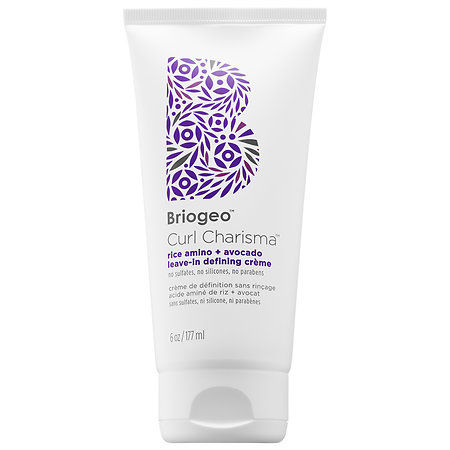 B
Briogeo™
Curl Charisma™
rice amino + avocado
leave-in defining crème
no sulfates, no silicones, no parabens
crème de définition sans rinçage
acide aminé de riz + avocat
sans sulfates, ni silicone, ni parabènes
6 oz / 177 ml